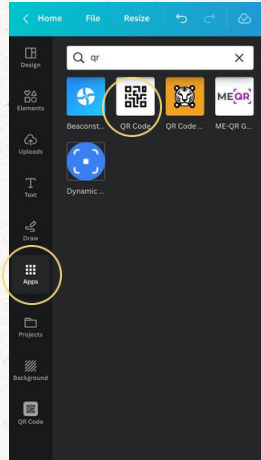 Home File Resize
Design
qr
Elements
Beaconst... QR Code QR Code ... ME-QR G...
MEQR
Uploads
Dynamic ...
Text
Draw
Apps
Projects
Background
QR Code